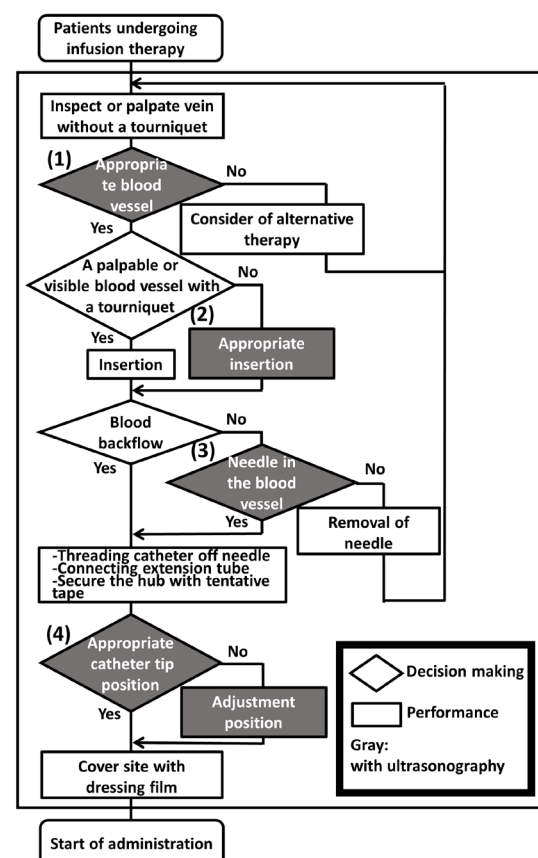 Patients undergoing
infusion therapy
Inspect or palpate vein
without a tourniquet
(1)
Appropria
te blood
vessel
No
Consider of alternative
therapy
Yes
A palpable or
visible blood vessel with
a tourniquet
No
(2)
Appropriate
insertion
Yes
Insertion
Blood
backflow
No
(3)
Needle in
the blood
vessel
No
Removal of
needle
Yes
Yes
-Threading catheter off needle
-Connecting extension tube
-Secure the hub with tentative
tape
(4)
Appropriate
catheter tip
position
No
Adjustment
position
Yes
Cover site with
dressing film
Start of administration
Decision making
Performance
Gray:
with ultrasonography